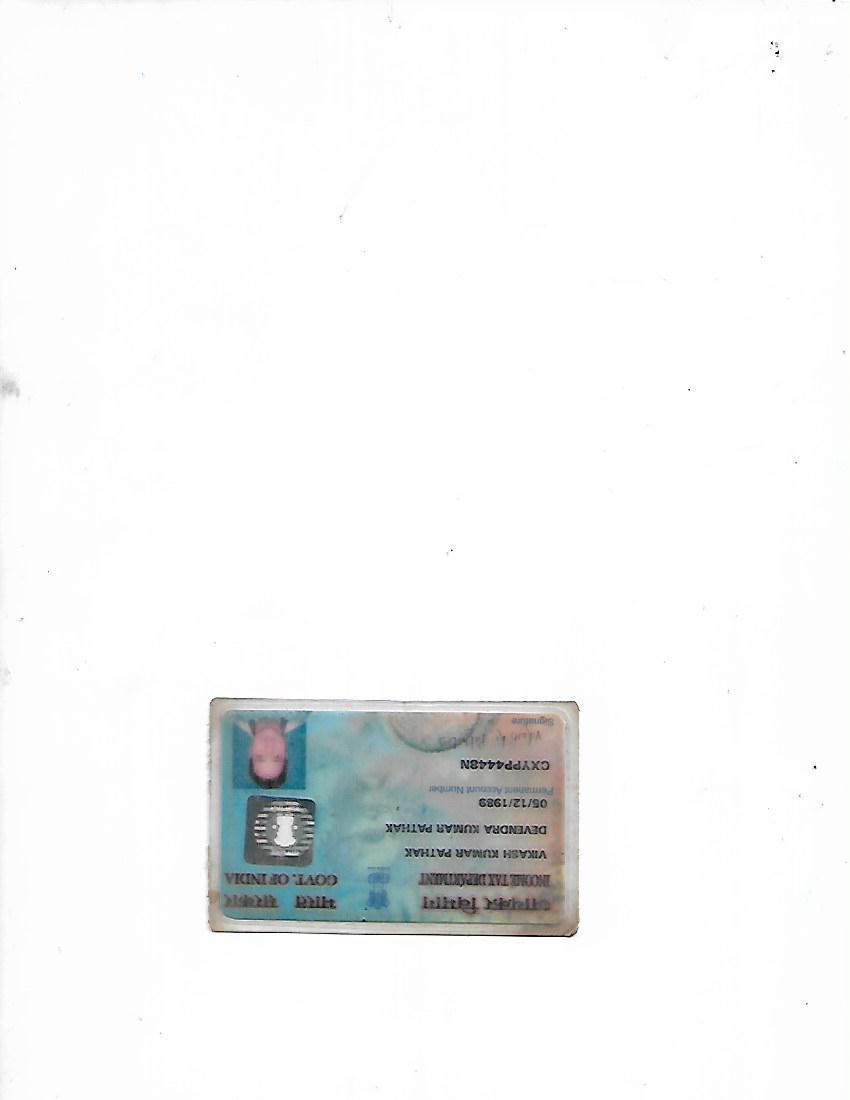 आयकर विभाग भारत सरकार
INCOME TAX DEPARTMENT GOVT. OF INDIA
VIKASH KUMAR PATHAK
DEVENDRA KUMAR PATHAK
05/12/1989
Permanent Account Number
CXYPP4448N
Signature